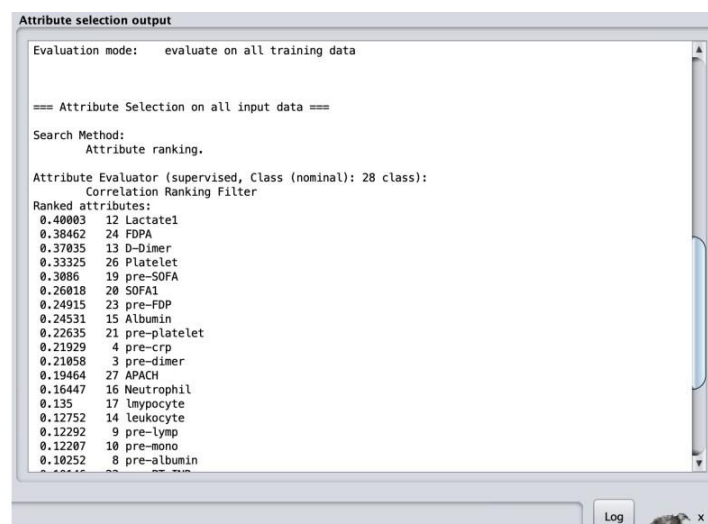 Attribute selection output
Evaluation mode:    evaluate on all training data
=== Attribute Selection on all input data ===
Search Method:
Attribute ranking.
Attribute Evaluator (supervised, Class (nominal): 28 class):
Correlation Ranking Filter
Ranked attributes:
0.40003   12 Lactate1
0.38462   24 FDPA
0.37035   13 D-Dimer
0.33325   26 Platelet
0.3086    19 pre-SOFA
0.26018   20 SOFA1
0.24915   23 pre-FDP
0.24531   15 Albumin
0.22635   21 pre-platelet
0.21929    4 pre-crp
0.21058    3 pre-dimer
0.19464   27 APACH
0.16447   16 Neutrophil
0.135     17 lmypocyte
0.12752   14 leukocyte
0.12292    9 pre-lymp
0.12207   10 pre-mono
0.10252    8 pre-albumin
Log
x